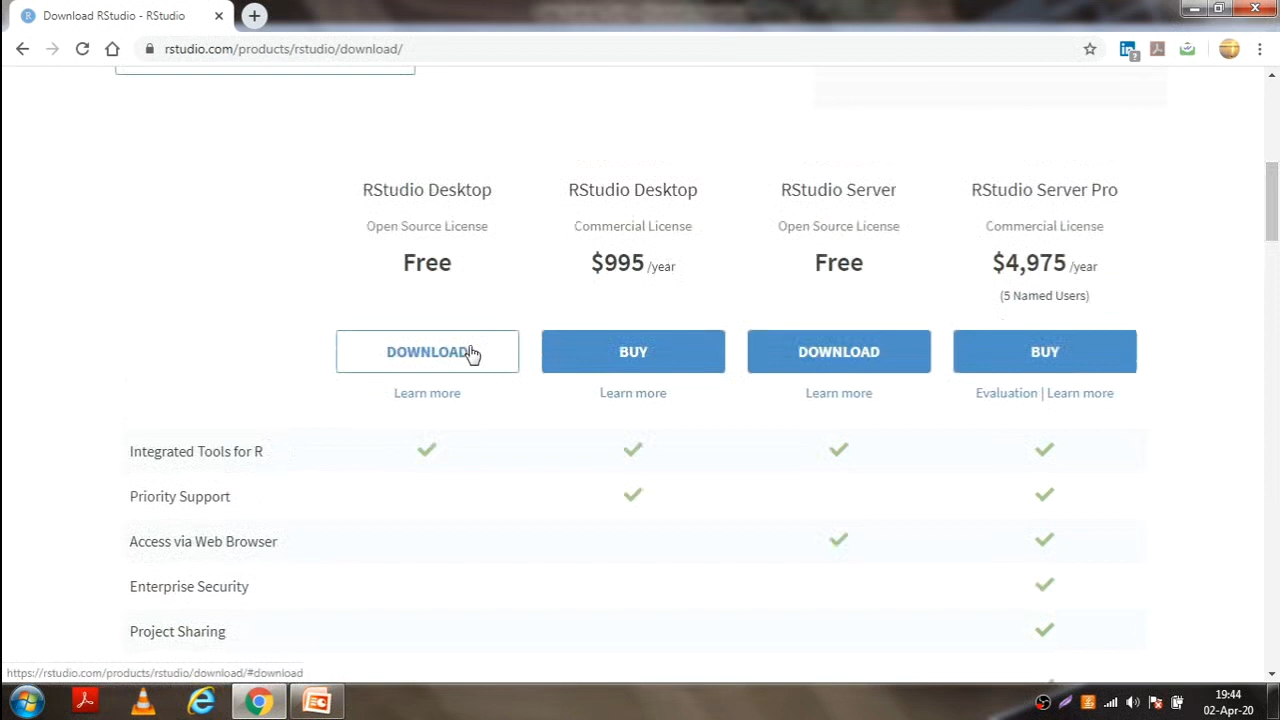 Download RStudio - RStudio
rstudio.com/products/rstudio/download/
RStudio Desktop
Open Source License
Free
DOWNLOAD
Learn more
RStudio Desktop
Commercial License
$995 /year
BUY
Learn more
RStudio Server
Open Source License
Free
DOWNLOAD
Learn more
RStudio Server Pro
Commercial License
$4,975 /year
(5 Named Users)
BUY
Evaluation | Learn more
Integrated Tools for R
Priority Support
Access via Web Browser
Enterprise Security
Project Sharing
https://rstudio.com/products/rstudio/download/#download
19:44
02-Apr-20